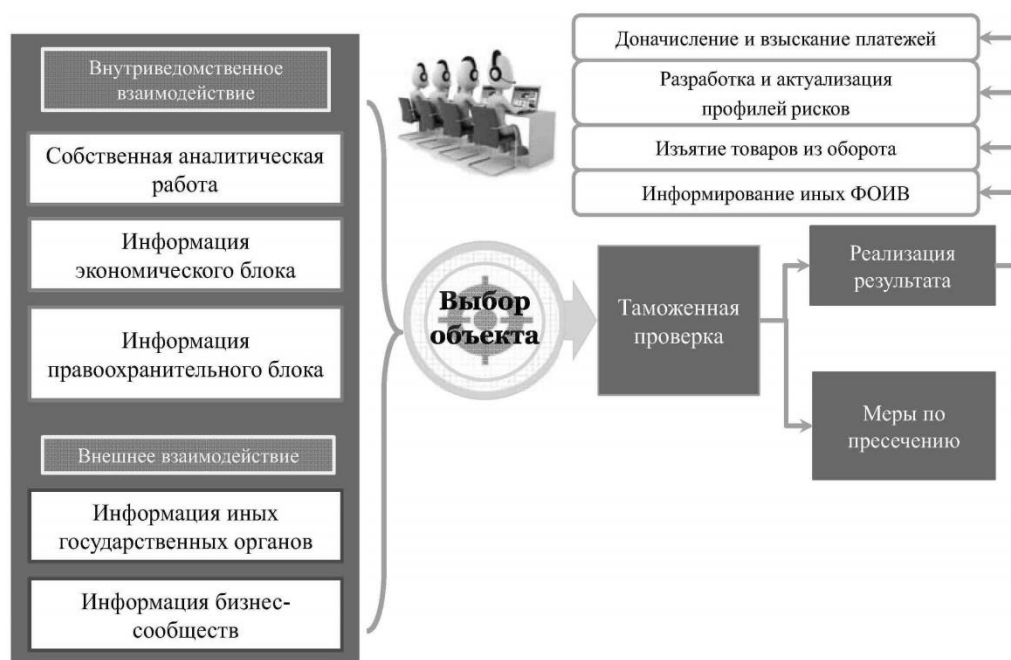 Внутриведомственное
взаимодействие
Собственная аналитическая
работа
Информация
экономического блока
Информация
правоохранительного блока
Внешнее взаимодействие
Информация иных
государственных органов
Информация бизнес-
сообществ
Выбор
объекта
Таможенная
проверка
Реализация
результата
Меры по
пресечению
Доначисление и взыскание платежей
Разработка и актуализация
профилей рисков
Изъятие товаров из оборота
Информирование иных ФОИВ